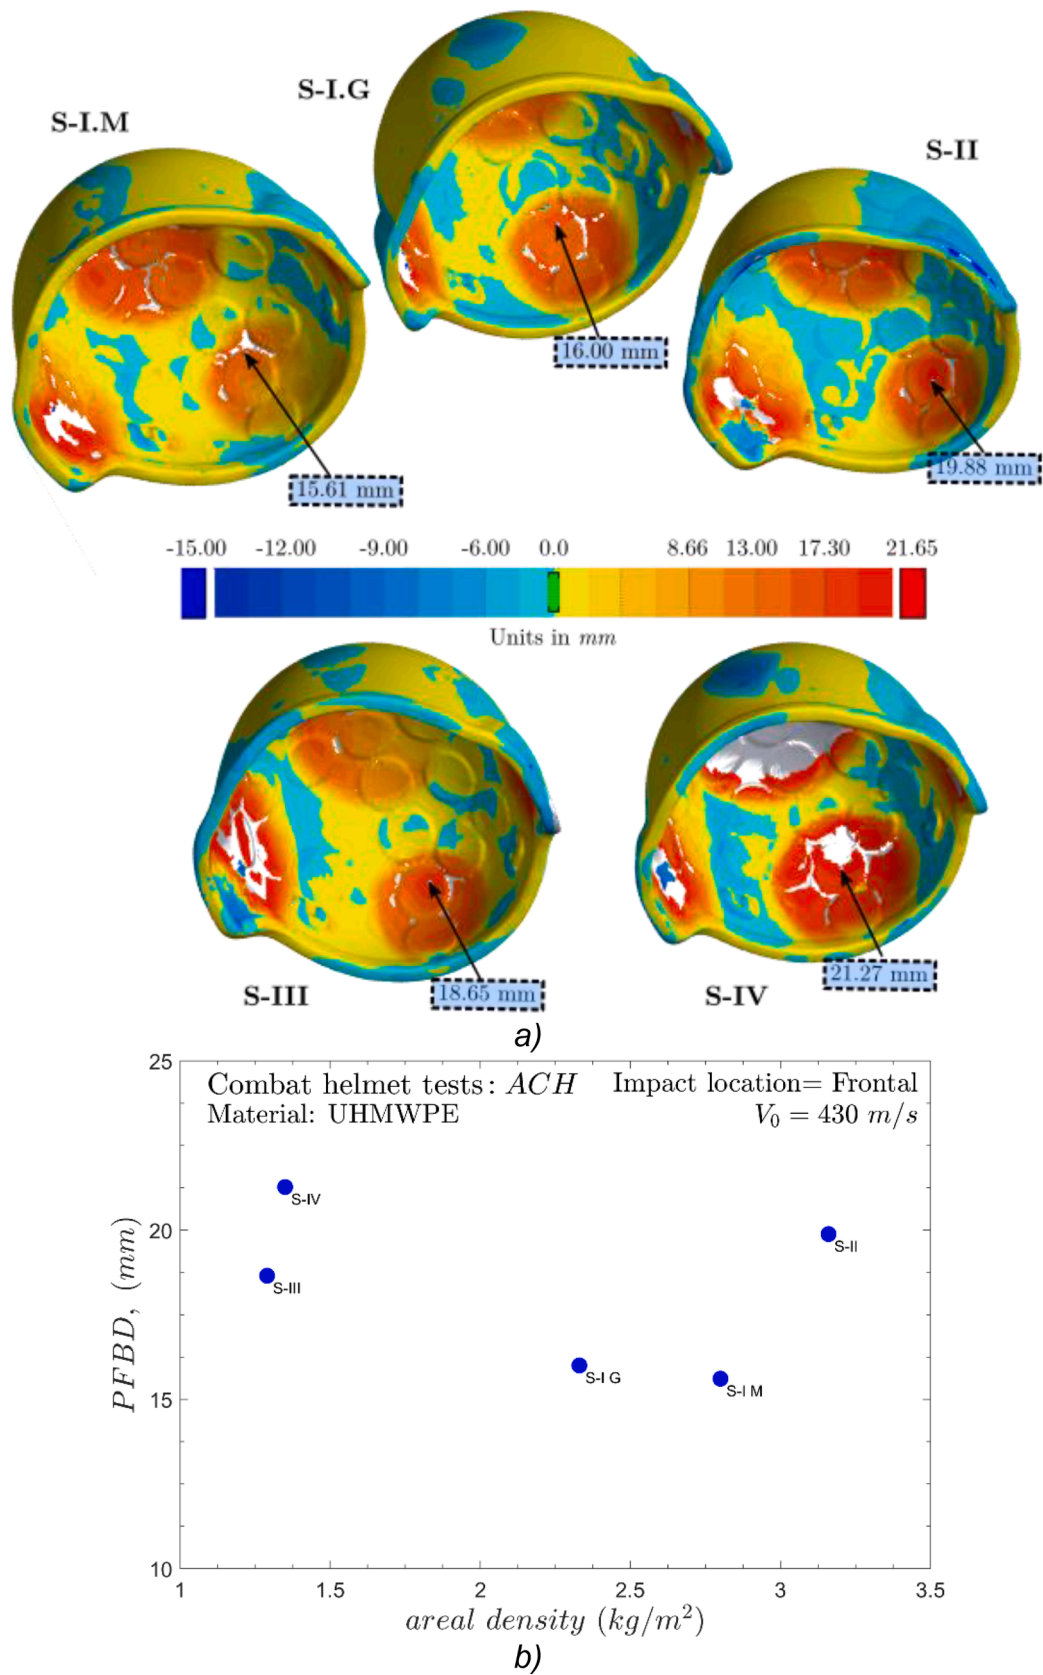 S-I.G
S-I.M
S-II
16.00 mm
19.88 mm
15.61 mm
-15.00 -12.00 -9.00 -6.00 0.0 8.66 13.00 17.30 21.65
Units in mm
S-III
18.65 mm
S-IV
21.27 mm
a)
25
Combat helmet tests: ACH Impact location= Frontal
Material: UHMWPE V₀ = 430 m/s
S-IV
20
S-II
S-III
S-I G
S-I M
15
10
PFBD, (mm)
1 1.5 2 2.5 3 3.5
areal density (kg/m²)
b)